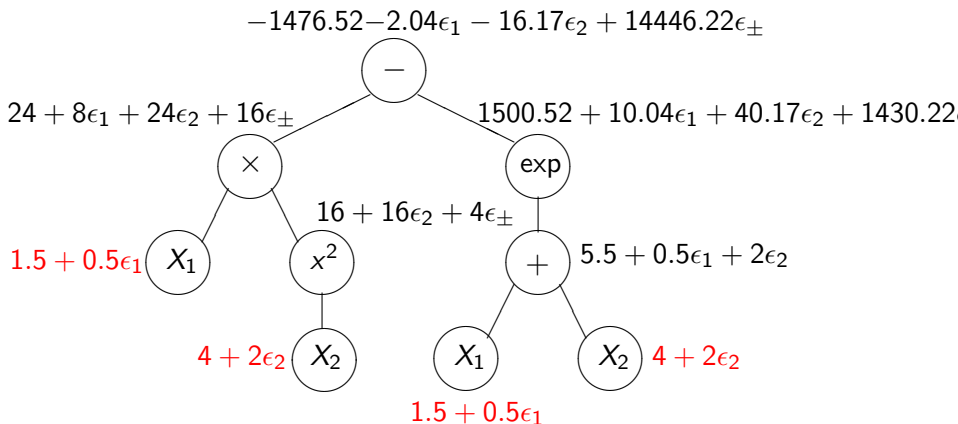 −1476.52−2.04ϵ₁ − 16.17ϵ₂ + 14446.22ϵ±
−
24 + 8ϵ₁ + 24ϵ₂ + 16ϵ±
1500.52 + 10.04ϵ₁ + 40.17ϵ₂ + 1430.22ϵ
×
exp
16 + 16ϵ₂ + 4ϵ±
1.5 + 0.5ϵ₁
X₁
x²
+
5.5 + 0.5ϵ₁ + 2ϵ₂
4 + 2ϵ₂
X₂
X₁
X₂
4 + 2ϵ₂
1.5 + 0.5ϵ₁